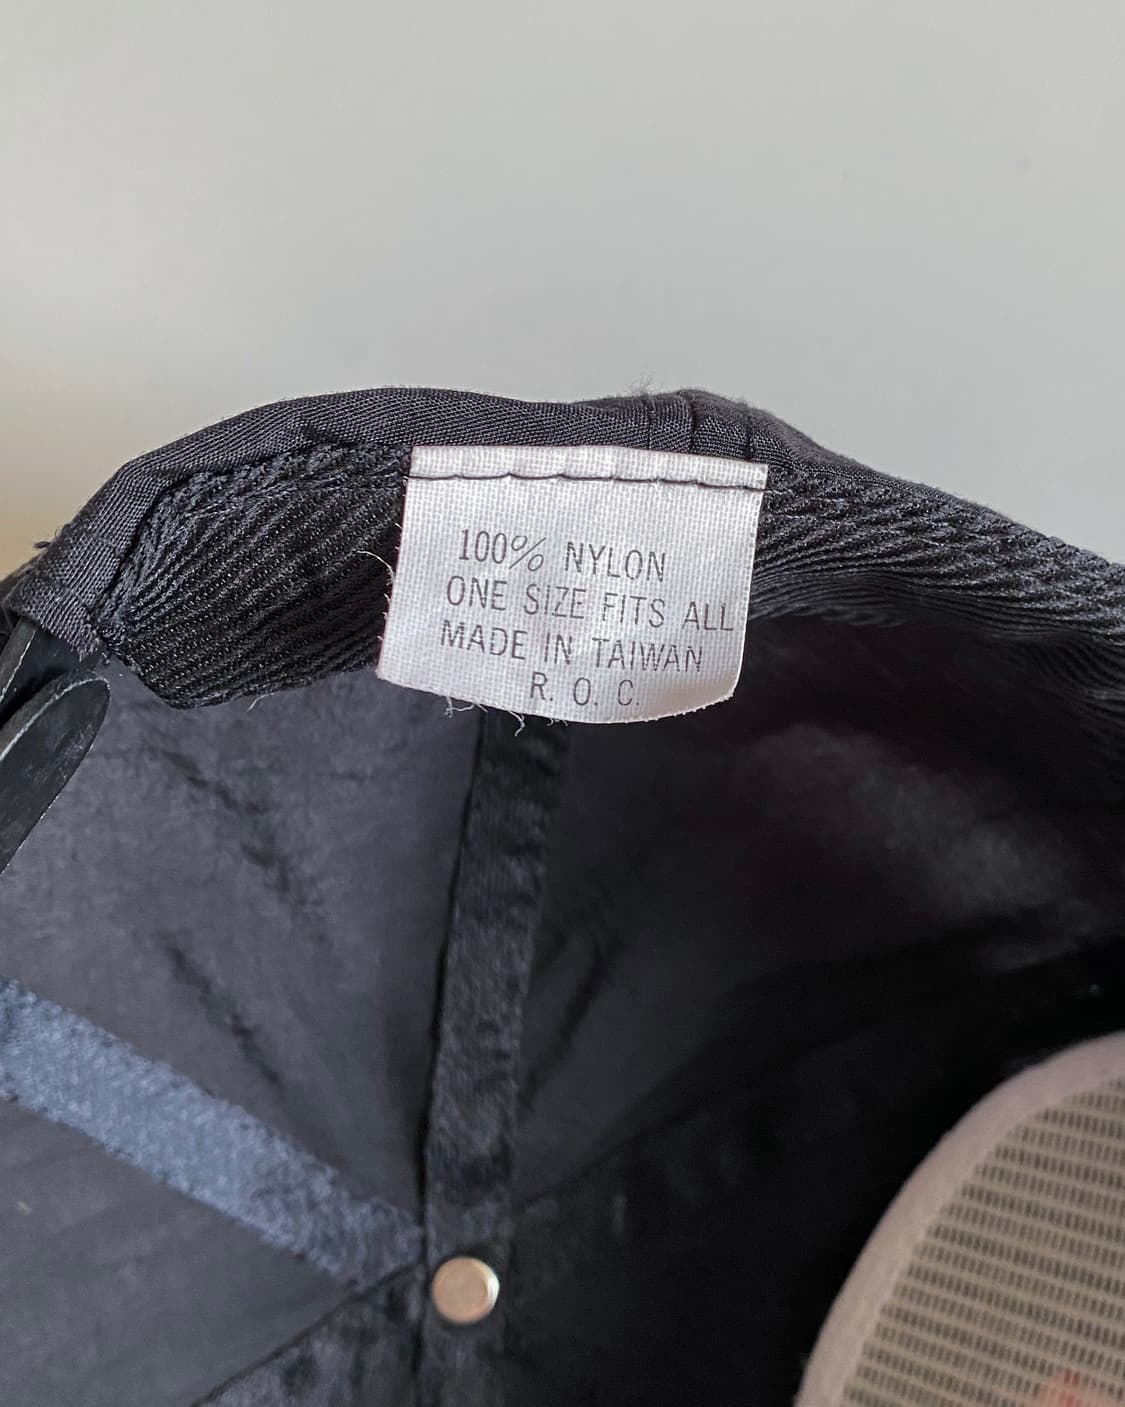 100% NYLON
ONE SIZE FITS ALL
MADE IN TAIWAN
R. O. C.